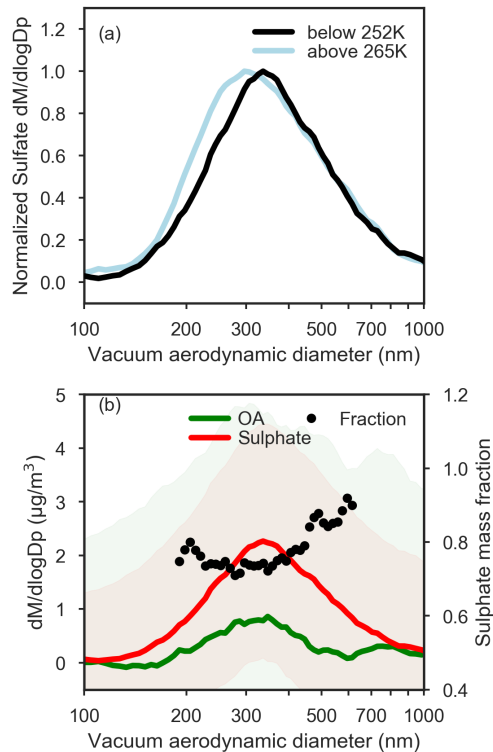 (a)
below 252K
above 265K
Normalized Sulfate dM/dlogDp
1.2
1.0
0.8
0.6
0.4
0.2
0.0
100 200 300 500 700 1000
Vacuum aerodynamic diameter (nm)
(b)
OA
Sulphate
Fraction
dM/dlogDp (μg/m³)
5
4
3
2
1
0
Sulphate mass fraction
1.2
1.0
0.8
0.6
0.4
100 200 300 500 700 1000
Vacuum aerodynamic diameter (nm)